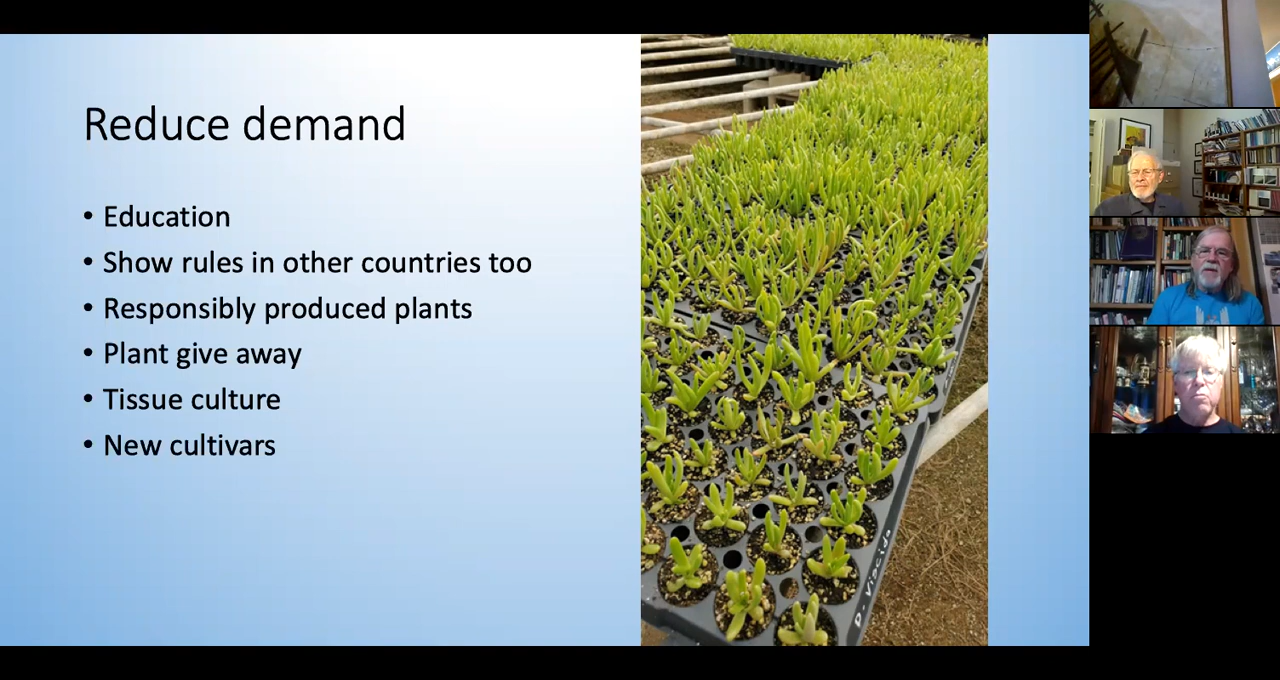 Reduce demand
• Education
• Show rules in other countries too
• Responsibly produced plants
• Plant give away
• Tissue culture
• New cultivars
D. Viscida